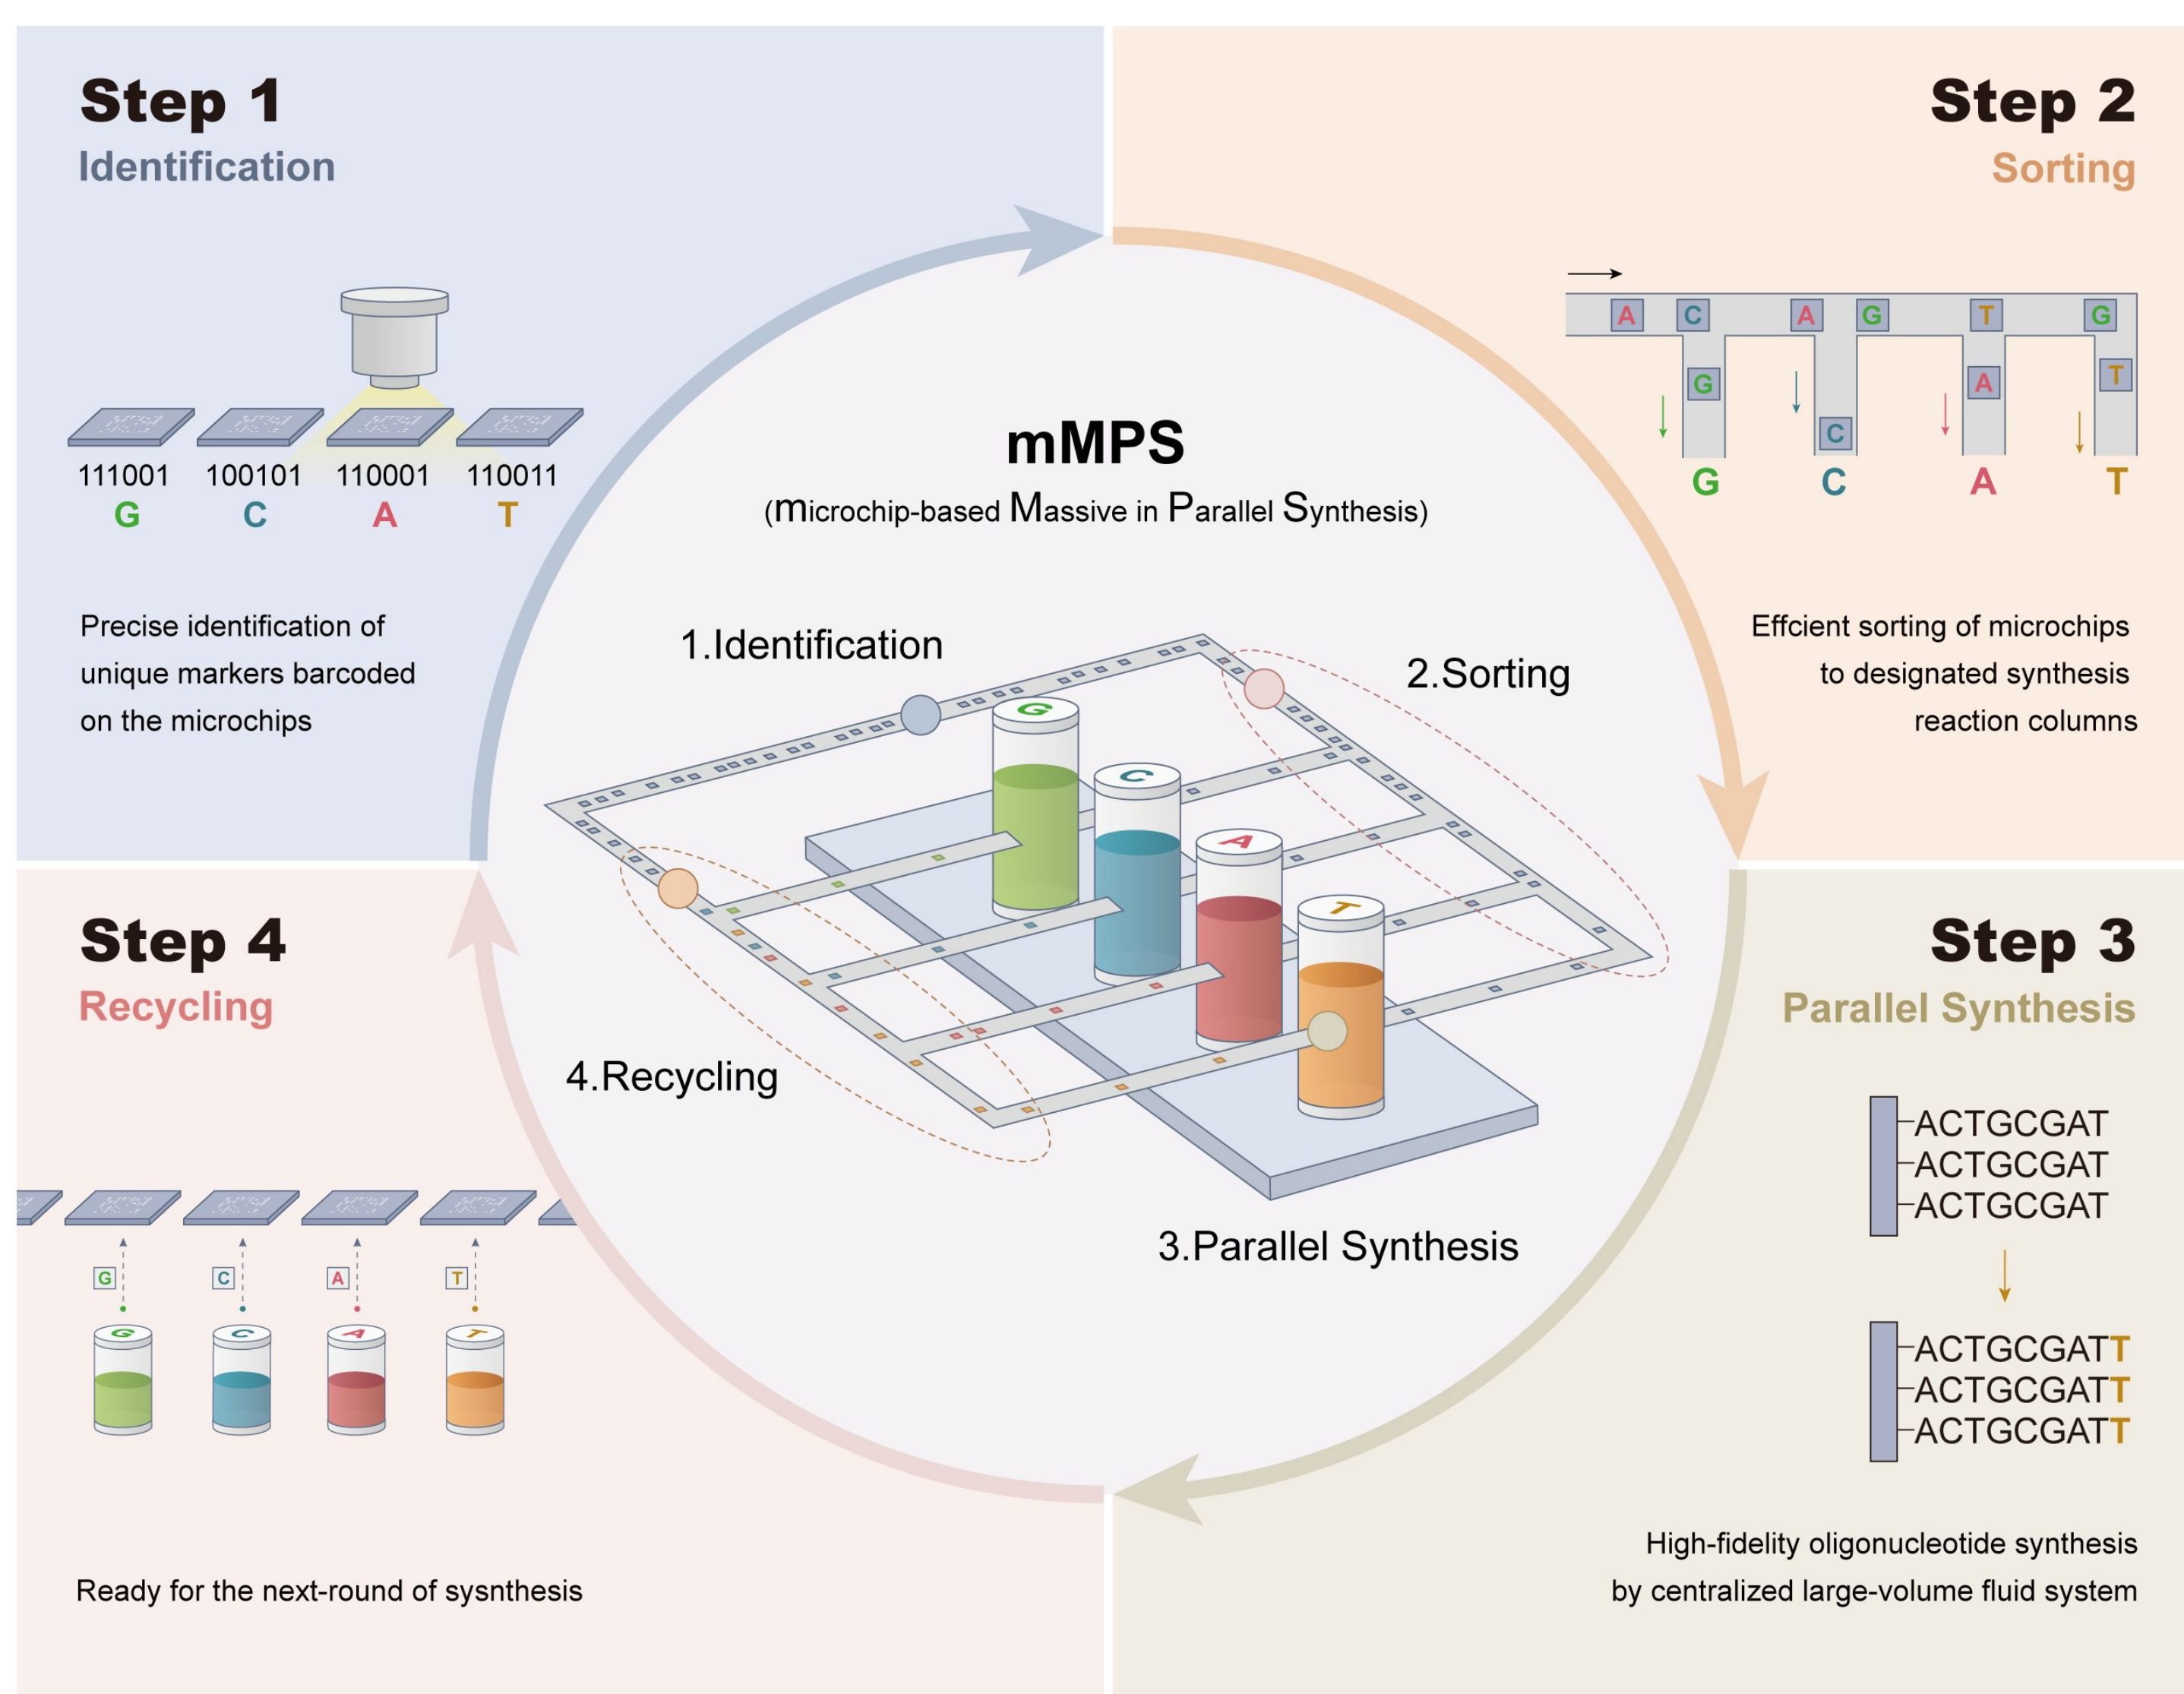 Step 1
Identification
111001 100101 110001 110011
G C A T
Precise identification of
unique markers barcoded
on the microchips
Step 2
Sorting
A C A G T G
G A T
C
G C A T
Effcient sorting of microchips
to designated synthesis
reaction columns
mMPS
(microchip-based Massive in Parallel Synthesis)
1.Identification
2.Sorting
G
C
A
T
4.Recycling
3.Parallel Synthesis
Step 3
Parallel Synthesis
ACTGCGAT
ACTGCGAT
ACTGCGAT
ACTGCGATT
ACTGCGATT
ACTGCGATT
High-fidelity oligonucleotide synthesis
by centralized large-volume fluid system
Step 4
Recycling
G C A T
G C A T
Ready for the next-round of sysnthesis